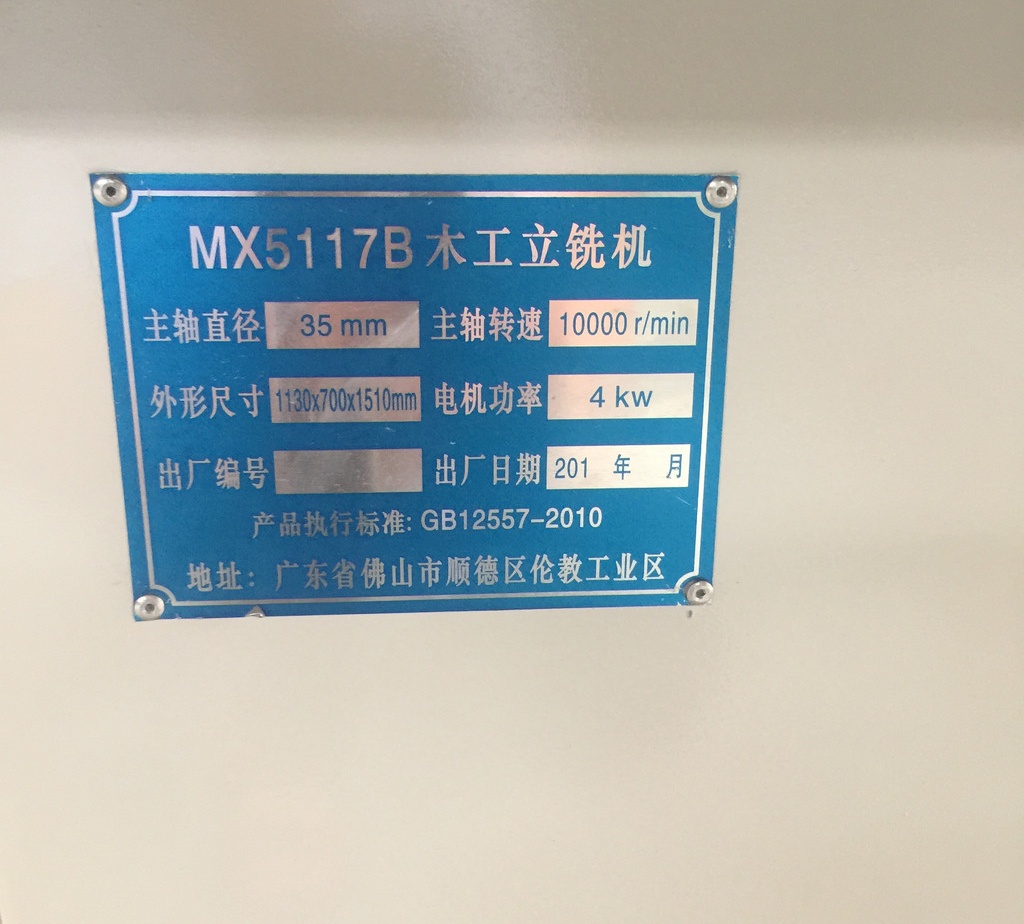 MX5117B 木工立铣机
主轴直径 35 mm 主轴转速 10000 r/min
外形尺寸 1130x700x1510mm 电机功率 4 kw
出厂编号 出厂日期 201 年 月
产品执行标准: GB12557-2010
地址: 广东省佛山市顺德区伦教工业区